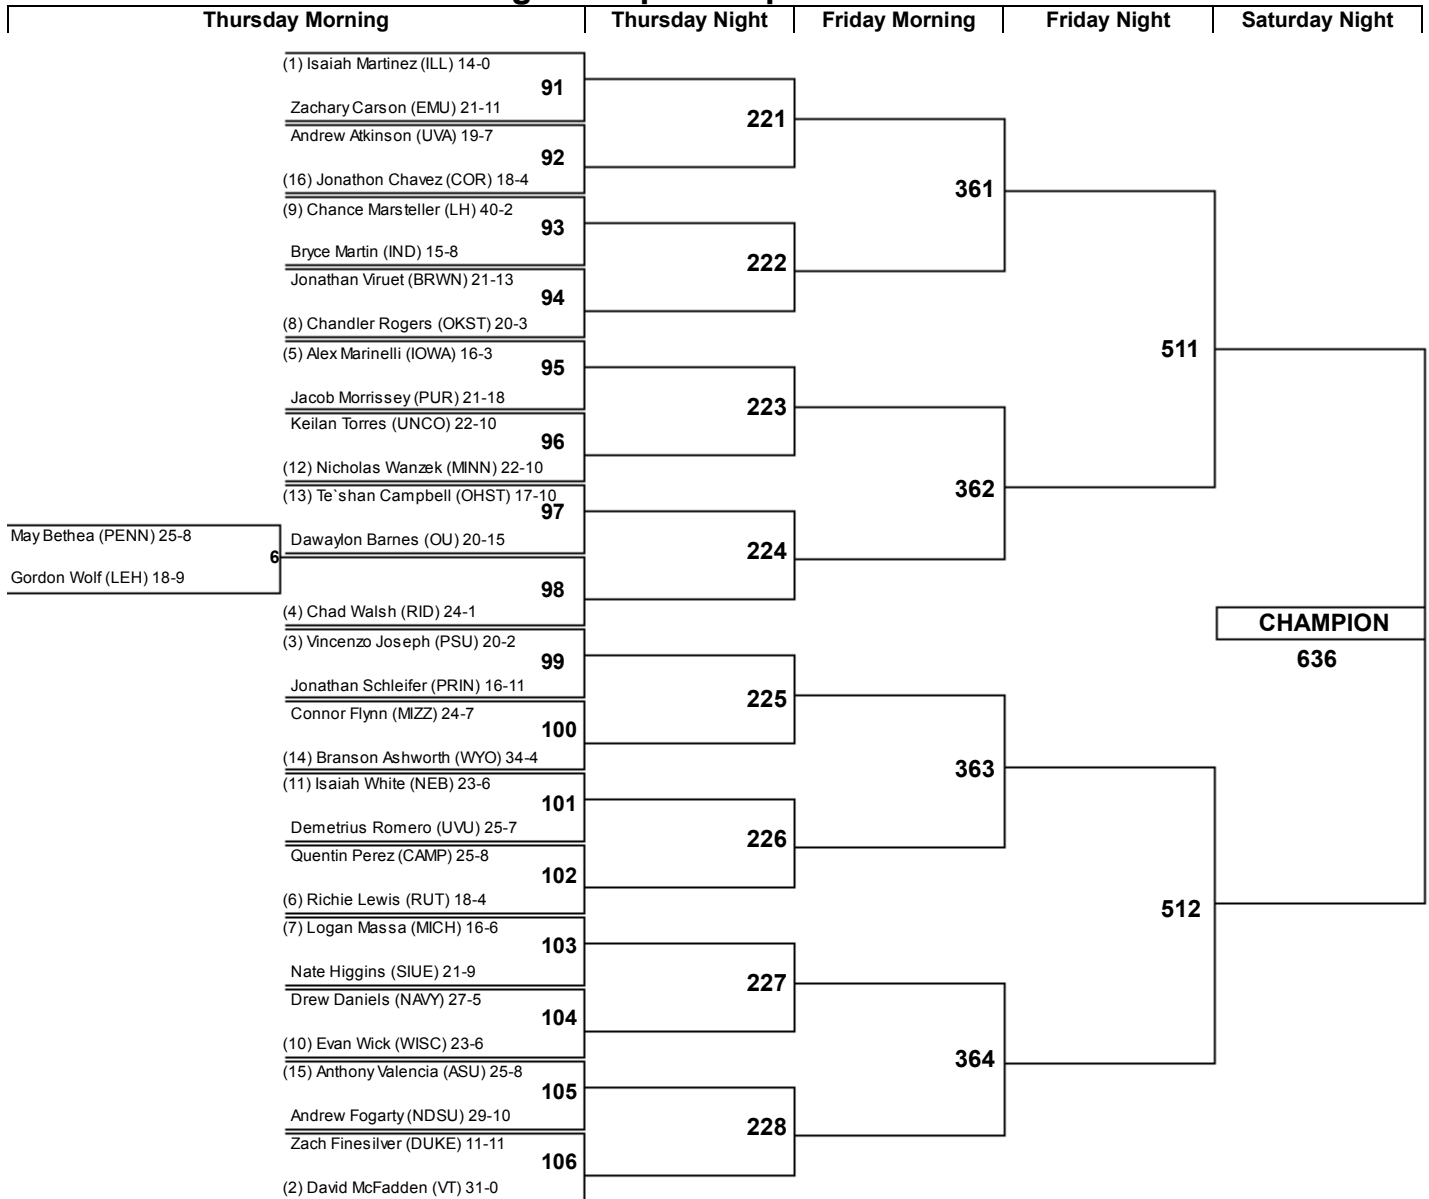 Thursday Morning
Thursday Night
Friday Morning
Friday Night
Saturday Night
(1) Isaiah Martinez (ILL) 14-0
91
Zachary Carson (EMU) 21-11
Andrew Atkinson (UVA) 19-7
92
(16) Jonathon Chavez (COR) 18-4
(9) Chance Marsteller (LH) 40-2
93
Bryce Martin (IND) 15-8
Jonathan Viruet (BRWN) 21-13
94
(8) Chandler Rogers (OKST) 20-3
(5) Alex Marinelli (IOWA) 16-3
95
Jacob Morrissey (PUR) 21-18
Keilan Torres (UNCO) 22-10
96
(12) Nicholas Wanzek (MINN) 22-10
(13) Te`shan Campbell (OHST) 17-10
97
Dawaylon Barnes (OU) 20-15
May Bethea (PENN) 25-8
6
Gordon Wolf (LEH) 18-9
98
(4) Chad Walsh (RID) 24-1
(3) Vincenzo Joseph (PSU) 20-2
99
Jonathan Schleifer (PRIN) 16-11
Connor Flynn (MIZZ) 24-7
100
(14) Branson Ashworth (WYO) 34-4
(11) Isaiah White (NEB) 23-6
101
Demetrius Romero (UVU) 25-7
Quentin Perez (CAMP) 25-8
102
(6) Richie Lewis (RUT) 18-4
(7) Logan Massa (MICH) 16-6
103
Nate Higgins (SIUE) 21-9
Drew Daniels (NAVY) 27-5
104
(10) Evan Wick (WISC) 23-6
(15) Anthony Valencia (ASU) 25-8
105
Andrew Fogarty (NDSU) 29-10
Zach Finesilver (DUKE) 11-11
106
(2) David McFadden (VT) 31-0
221
222
223
224
225
226
227
228
361
362
363
364
511
512
CHAMPION
636